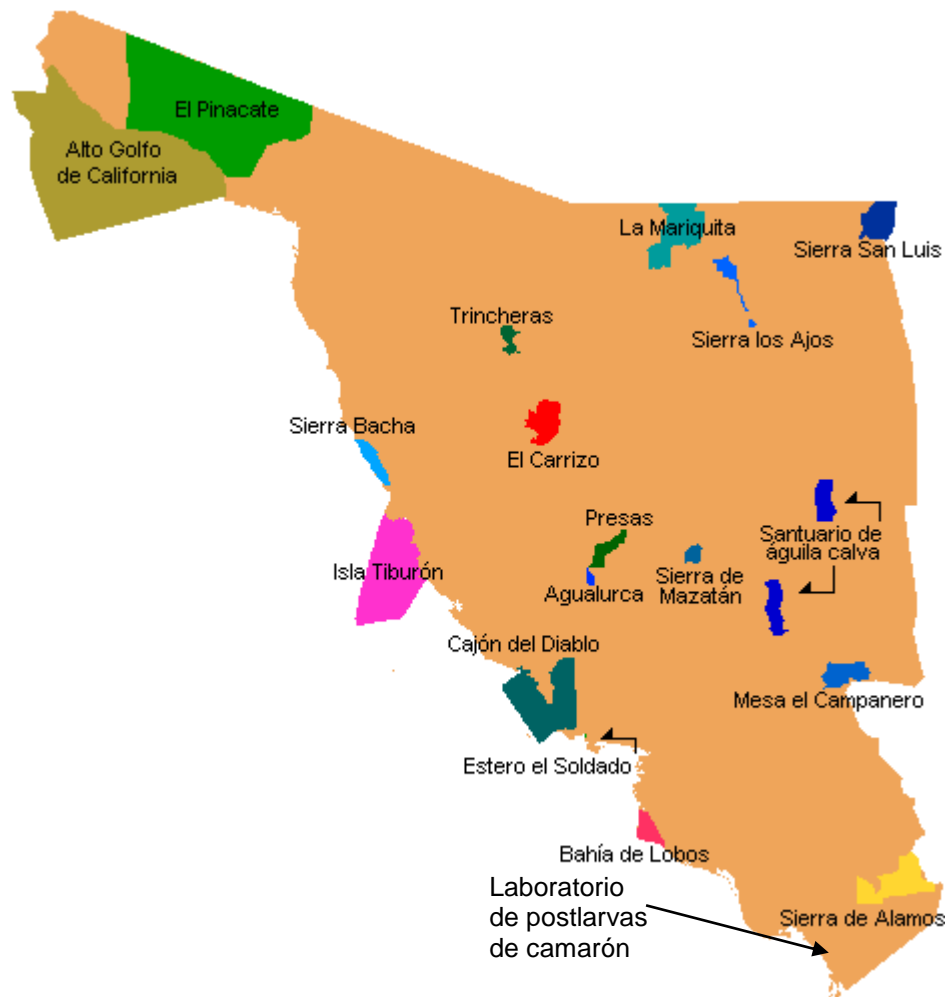 El Pinacate
Alto Golfo
de California
La Mariquita
Sierra San Luis
Trincheras
Sierra los Ajos
Sierra Bacha
El Carrizo
Presas
Santuario de
águila calva
Isla Tiburón
Agualurca
Sierra de
Mazatán
Cajón del Diablo
Mesa el Campanero
Estero el Soldado
Bahía de Lobos
Laboratorio
de postlarvas
de camarón
Sierra de Alamos